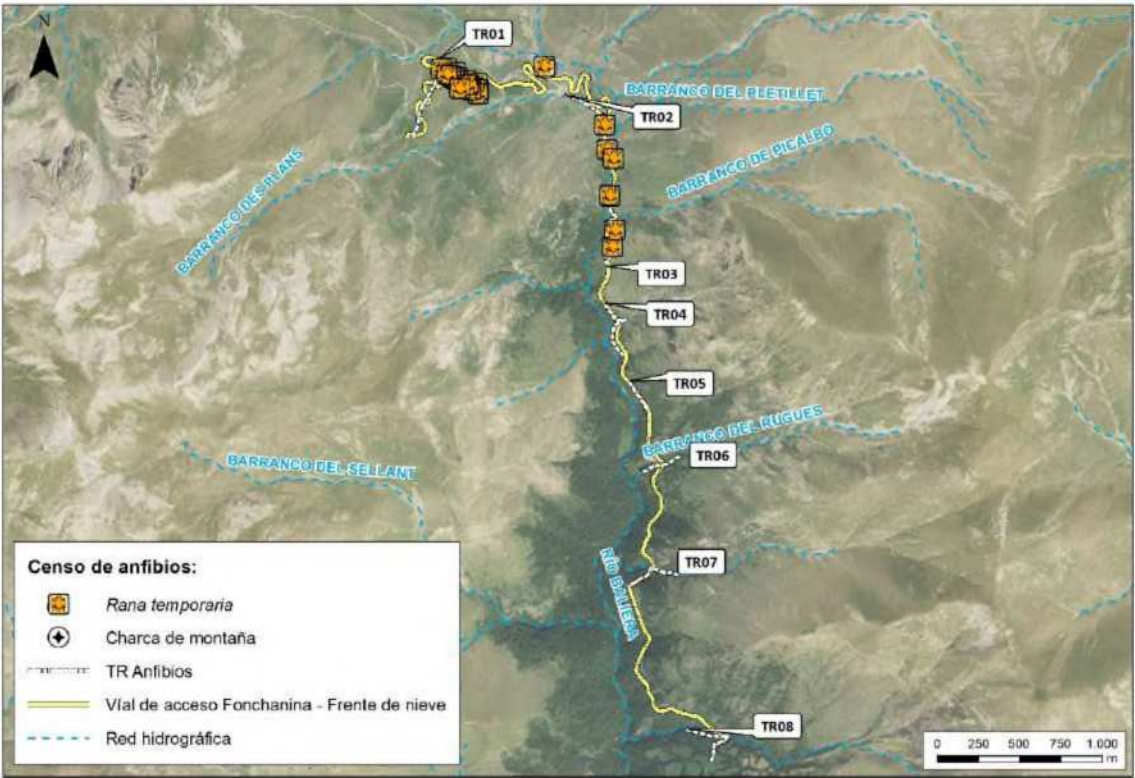 N
TR01
BARRANCO DEL PLETILLET
TR02
BARRANCO DE PICALBO
BARRANCO DES PLANS
TR03
TR04
TR05
BARRANCO DEL RUGUES
TR06
BARRANCO DEL SELLANT
TR07
RÍO BALIERA
TR08
Censo de anfibios:
Rana temporaria
Charca de montaña
TR Anfibios
Víal de acceso Fonchanina - Frente de nieve
Red hidrográfica
0 250 500 750 1.000
m